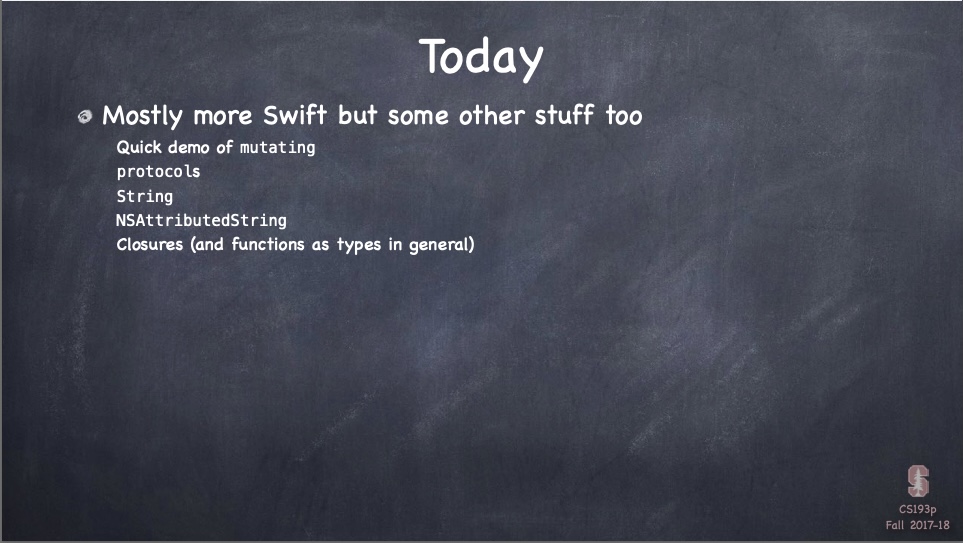 Today
Mostly more Swift but some other stuff too
Quick demo of mutating
protocols
String
NSAttributedString
Closures (and functions as types in general)
S
CS193p
Fall 2017-18